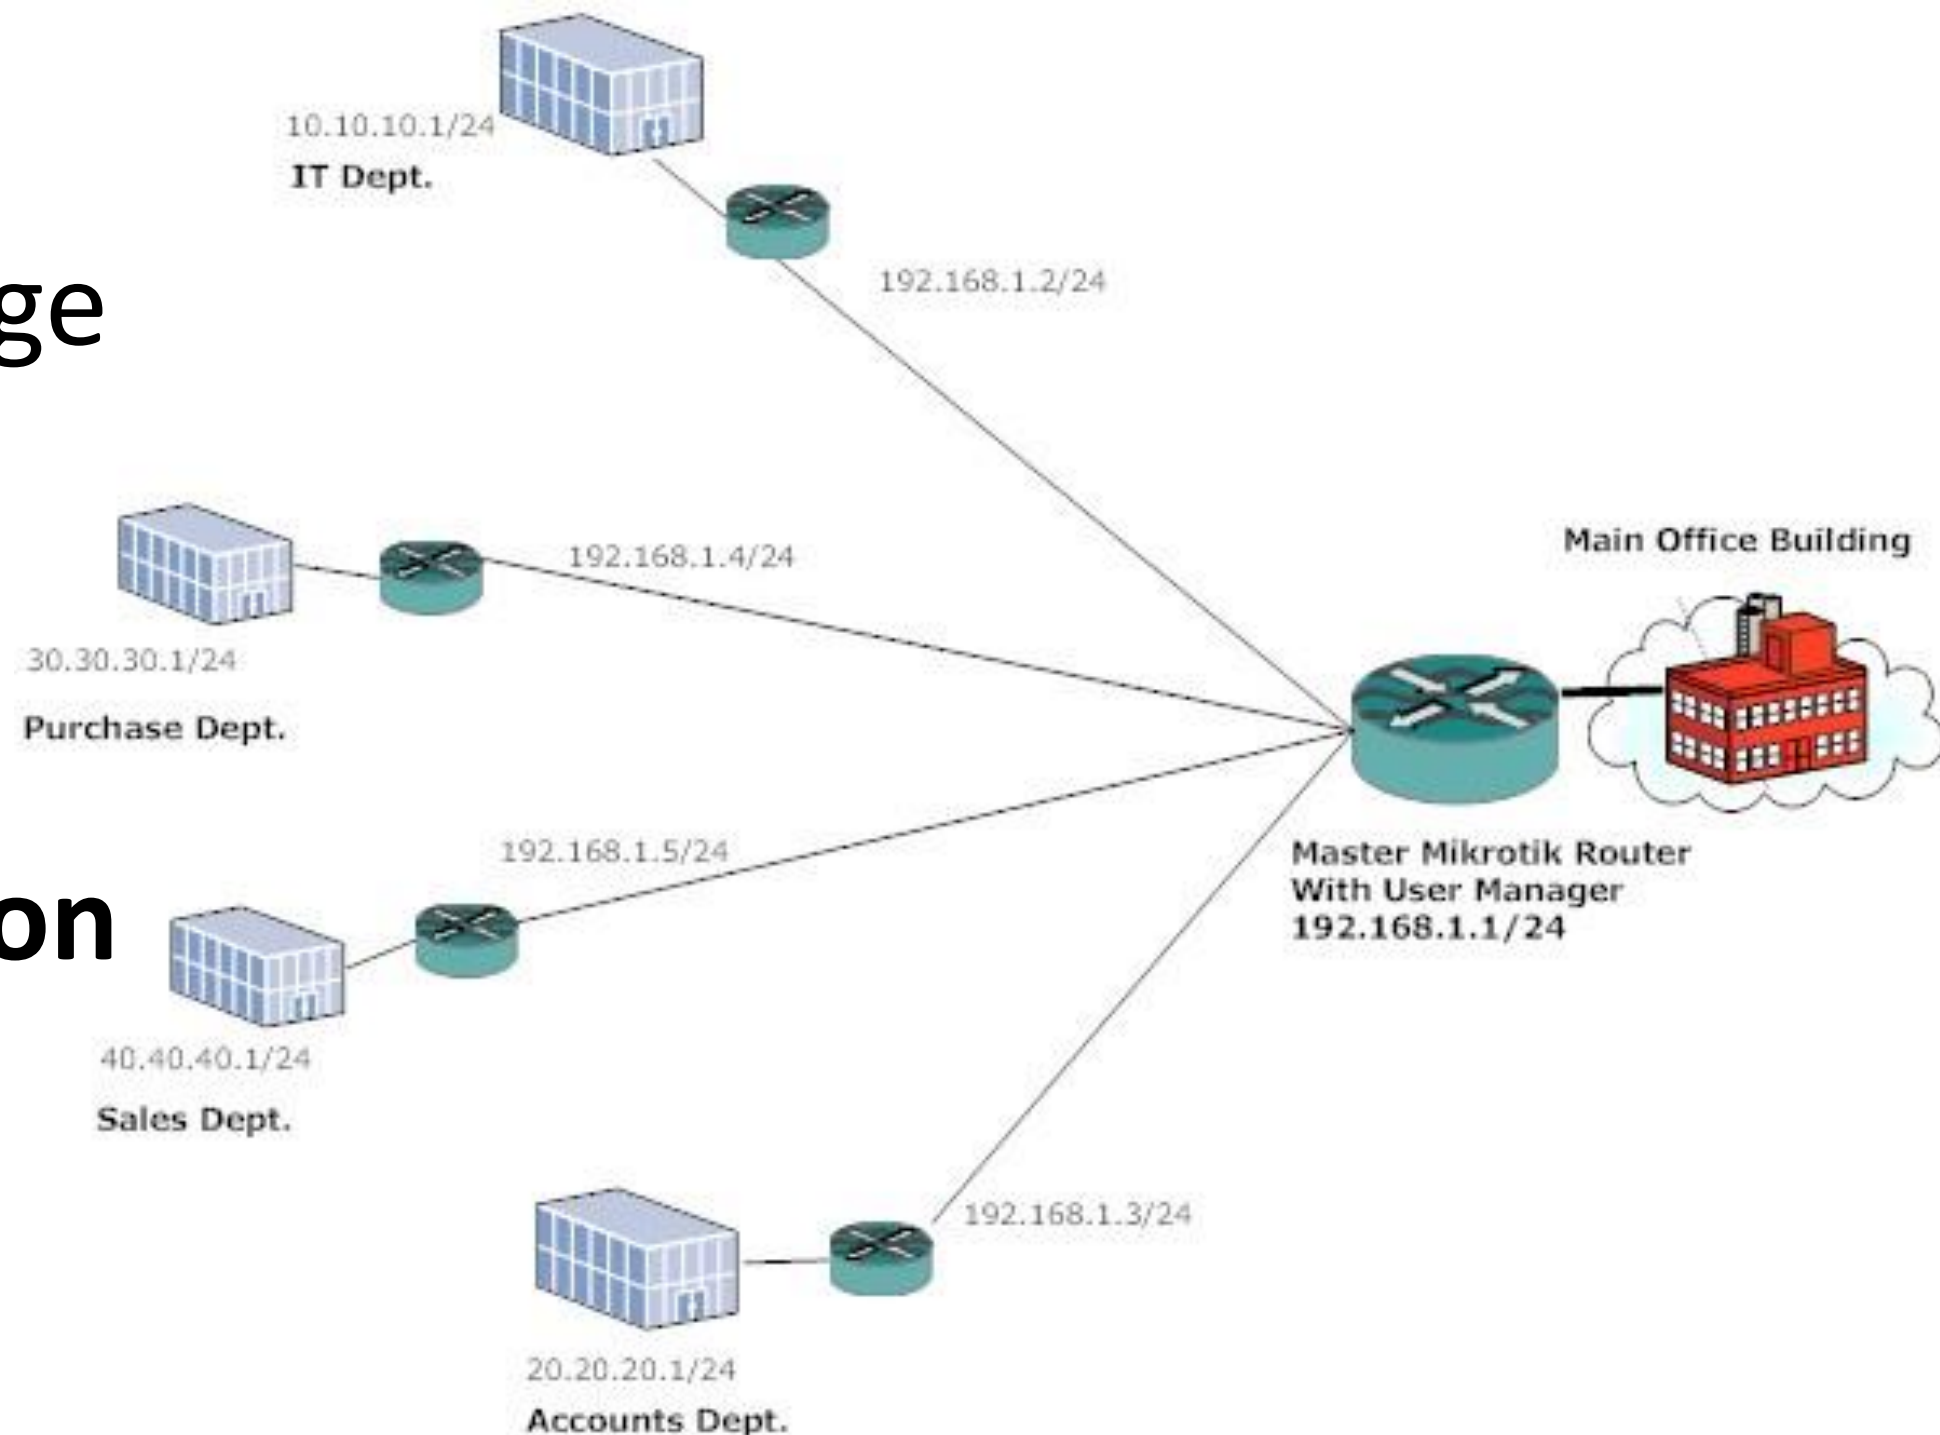 10.10.10.1/24
IT Dept.
192.168.1.2/24
ge
192.168.1.4/24
Main Office Building
30.30.30.1/24
Purchase Dept.
192.168.1.5/24
Master Mikrotik Router
With User Manager
192.168.1.1/24
on
40.40.40.1/24
Sales Dept.
192.168.1.3/24
20.20.20.1/24
Accounts Dept.